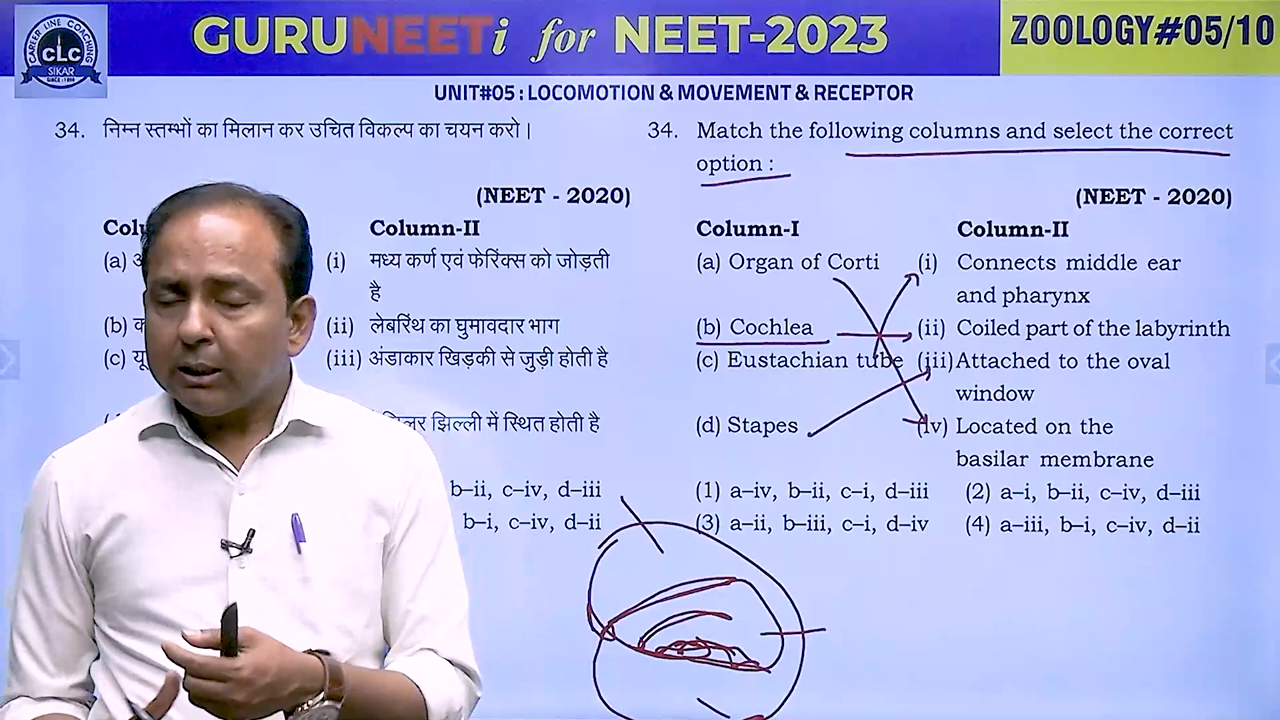 CAREER LINE COACHING
CLC
SIKAR
SINCE : 1996
GURUNEETi for NEET-2023
ZOOLOGY#05/10
UNIT#05 : LOCOMOTION & MOVEMENT & RECEPTOR
34. निम्न स्तम्भों का मिलान कर उचित विकल्प का चयन करो।
(NEET - 2020)
Column-II
(a)
(i) मध्य कर्ण एवं फेरिंक्स को जोड़ती
है
(b)
(ii) लेबरिंथ का घुमावदार भाग
(c)
(iii) अंडाकार खिड़की से जुड़ी होती है
झिल्ली में स्थित होती है
b–ii, c–iv, d–iii
b–i, c–iv, d–ii
34. Match the following columns and select the correct
option :
(NEET - 2020)
Column-I Column-II
(a) Organ of Corti (i) Connects middle ear
and pharynx
(b) Cochlea (ii) Coiled part of the labyrinth
(c) Eustachian tube (iii) Attached to the oval
window
(d) Stapes (iv) Located on the
basilar membrane
(1) a–iv, b–ii, c–i, d–iii (2) a–i, b–ii, c–iv, d–iii
(3) a–ii, b–iii, c–i, d–iv (4) a–iii, b–i, c–iv, d–ii